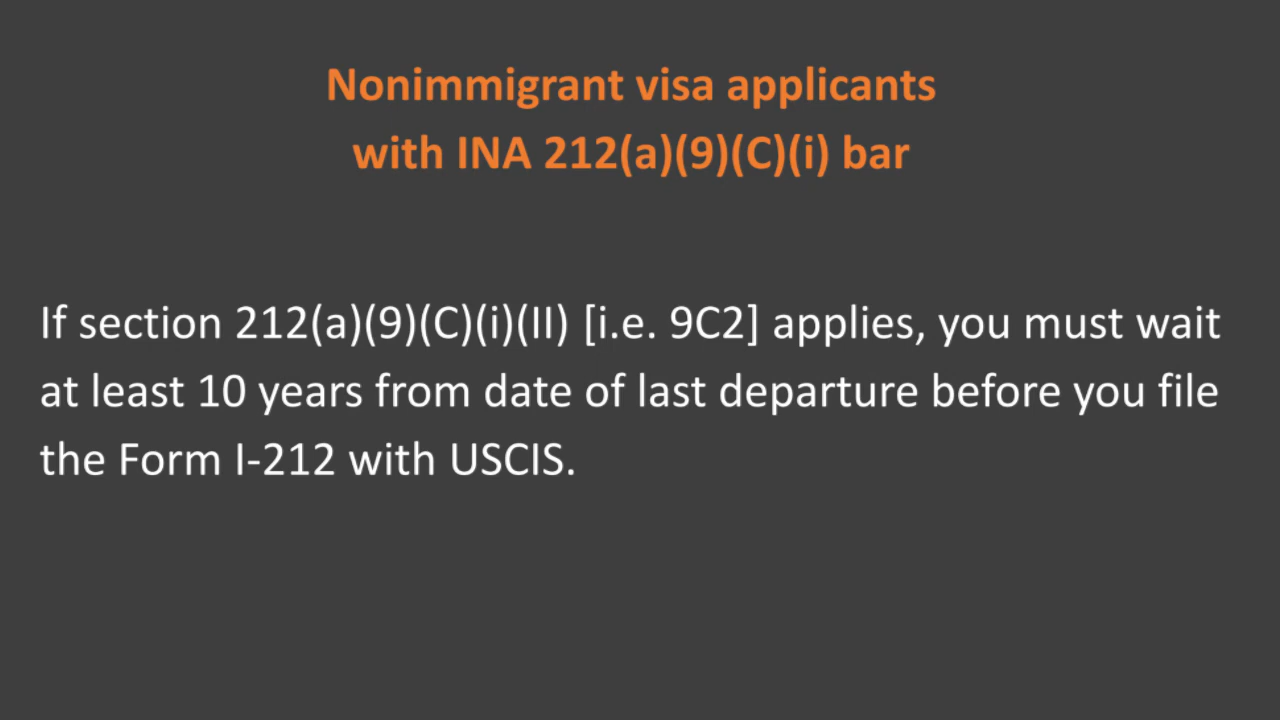 Nonimmigrant visa applicants
with INA 212(a)(9)(C)(i) bar
If section 212(a)(9)(C)(i)(II) [i.e. 9C2] applies, you must wait
at least 10 years from date of last departure before you file
the Form I-212 with USCIS.